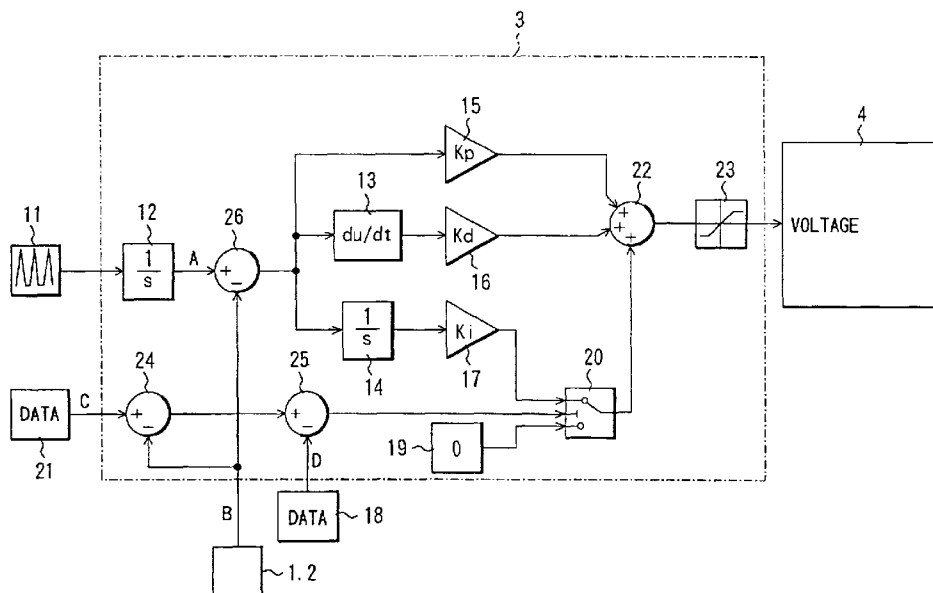 3
15
4
Kp
22
23
13
11
12
26
du/dt
Kd
+
+
+
VOLTAGE
1/s
A
+
−
16
1/s
Ki
14
17
24
25
20
DATA
C
+
−
+
−
21
19
0
D
B
DATA
18
1.2